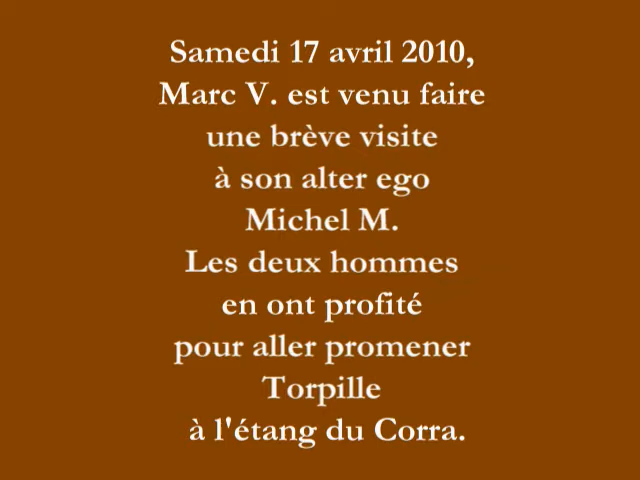 Samedi 17 avril 2010,
Marc V. est venu faire
une brève visite
à son alter ego
Michel M.
Les deux hommes
en ont profité
pour aller promener
Torpille
à l'étang du Corra.